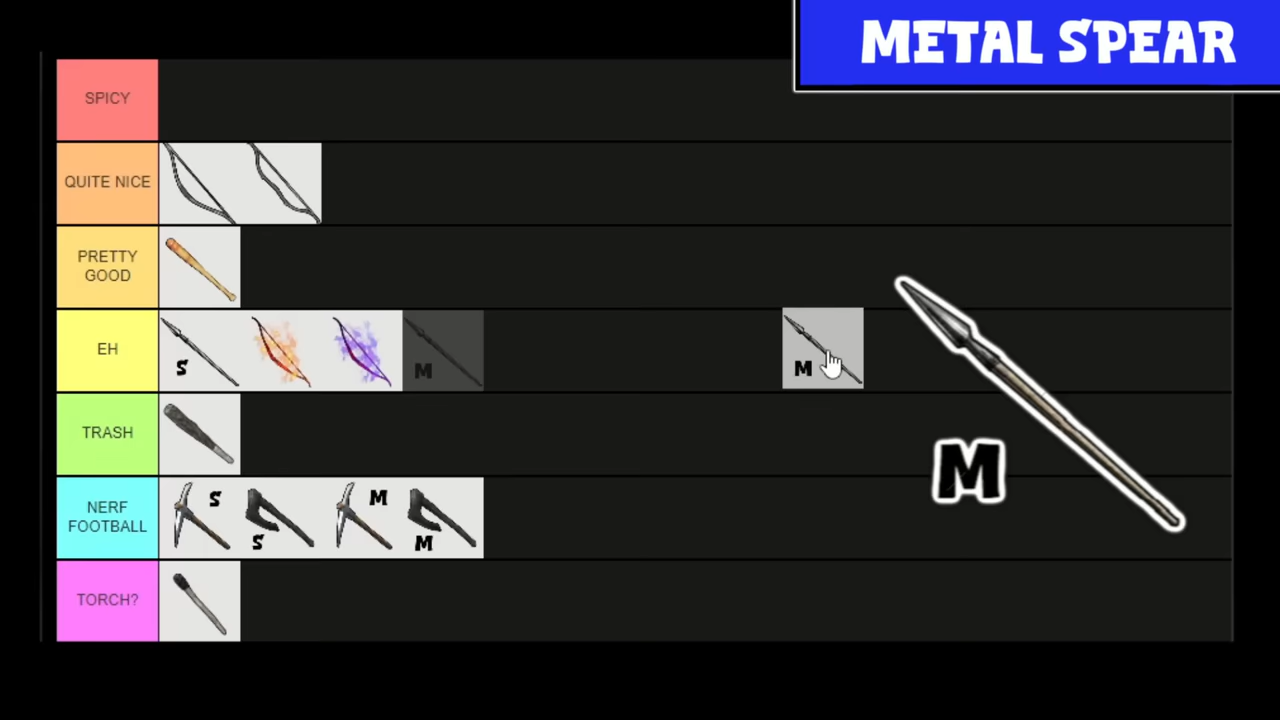 METAL SPEAR
SPICY
QUITE NICE
PRETTY
GOOD
EH
S
M
M
M
TRASH
NERF
FOOTBALL
S
S
M
M
TORCH?